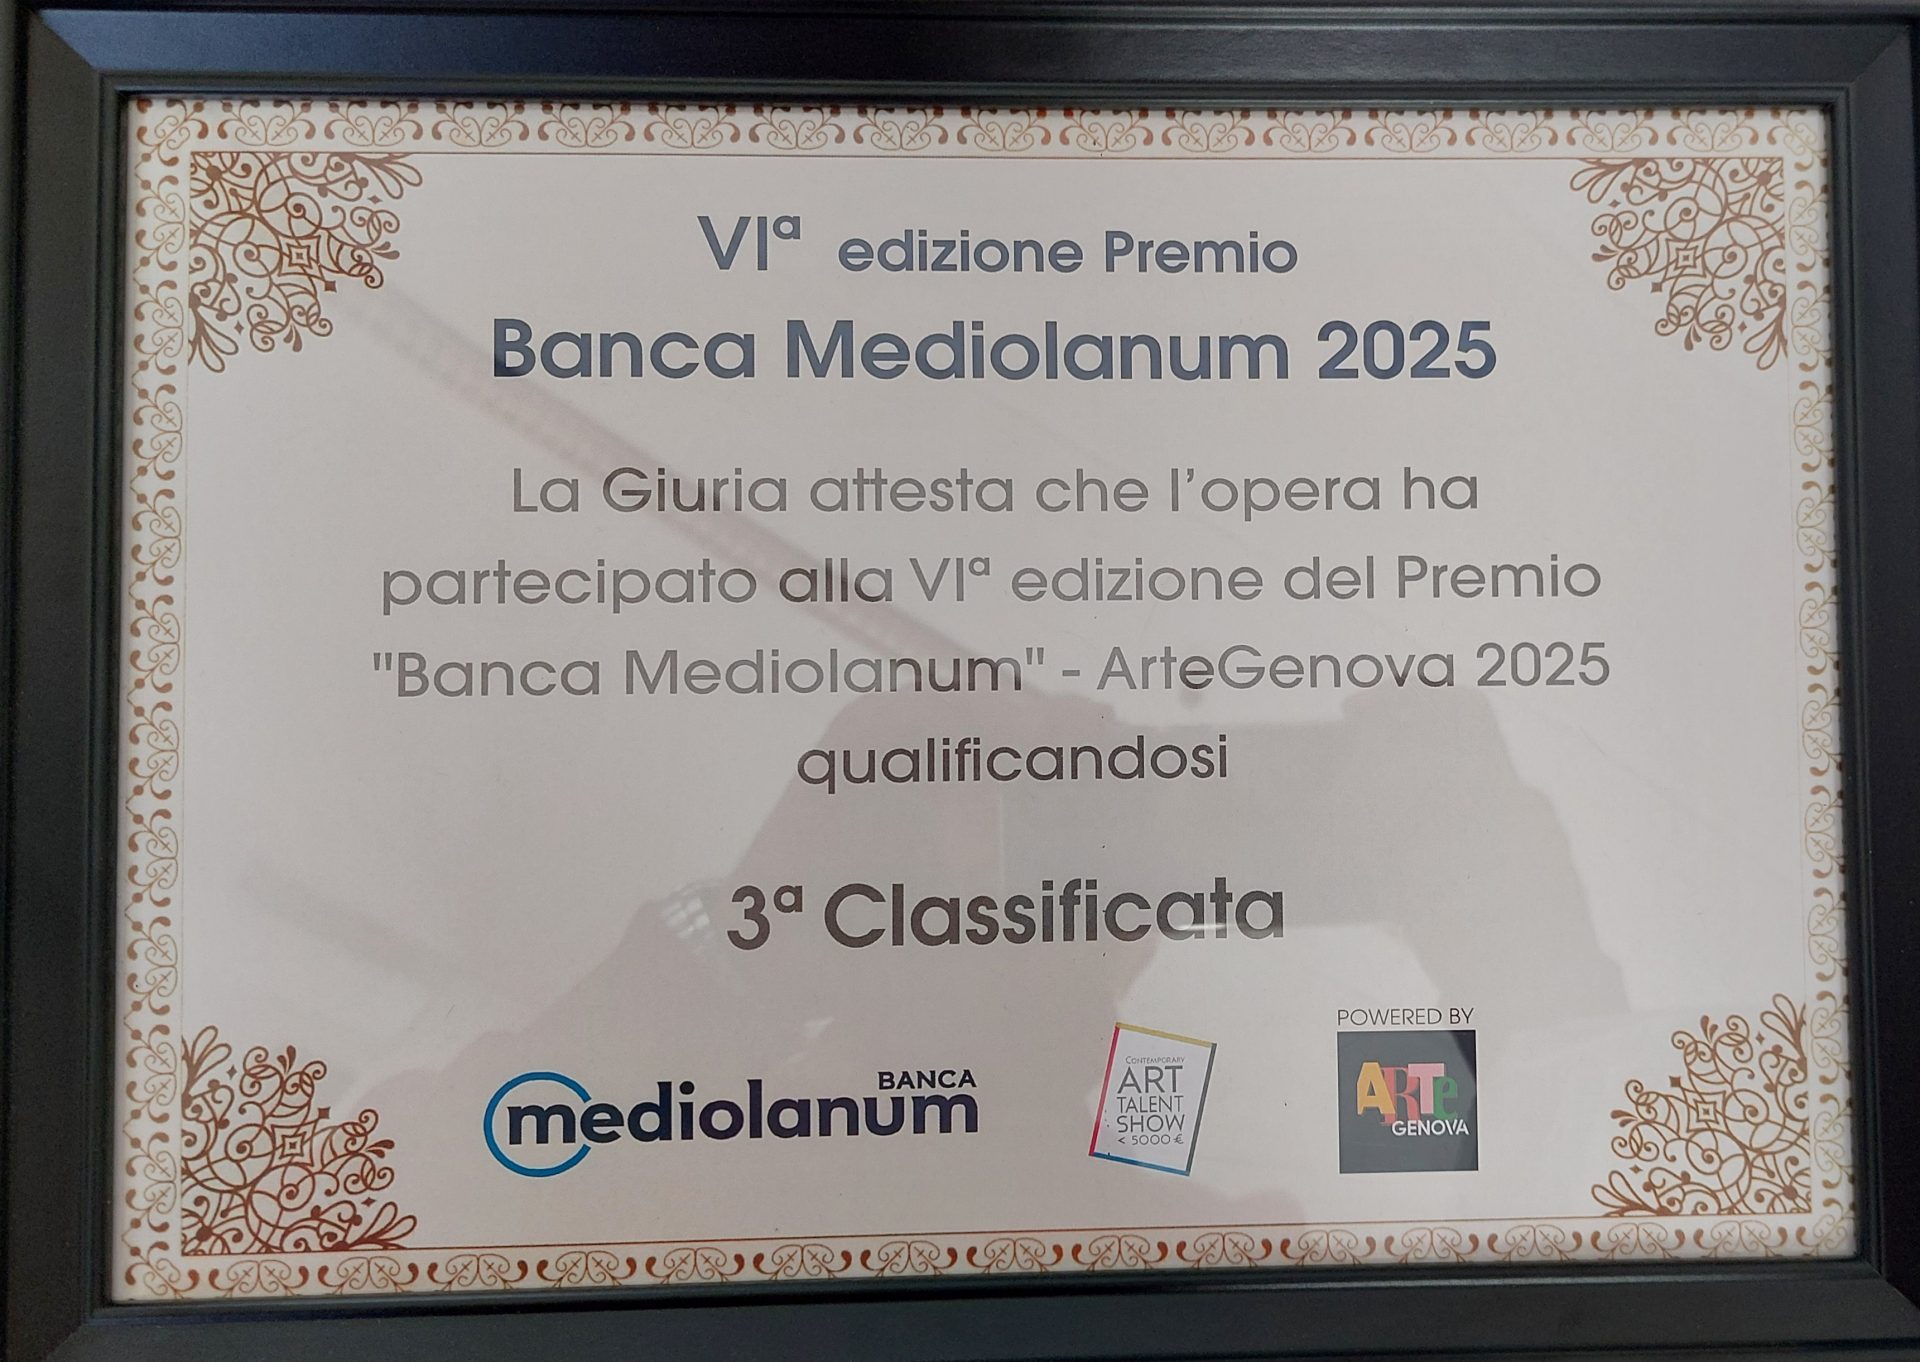 VIª edizione Premio
Banca Mediolanum 2025
La Giuria attesta che l'opera ha
partecipato alla VIª edizione del Premio
"Banca Mediolanum" - ArteGenova 2025
qualificandosi
3ª Classificata
BANCA
mediolanum
CONTEMPORARY
ART
TALENT
SHOW
< 5000 €
POWERED BY
ARTe
GENOVA